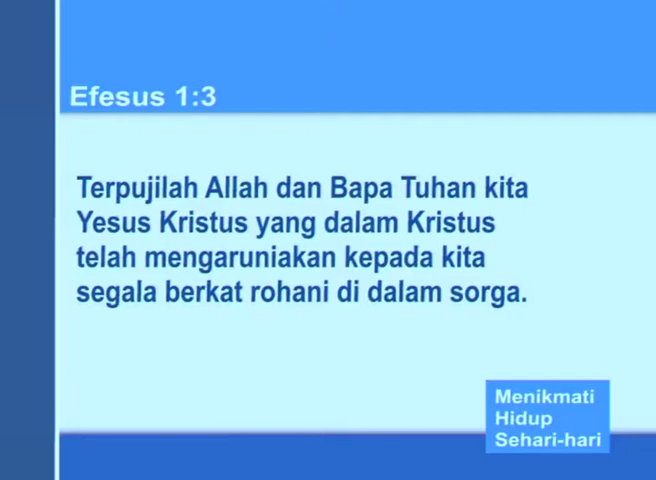 Efesus 1:3
Terpujilah Allah dan Bapa Tuhan kita
Yesus Kristus yang dalam Kristus
telah mengaruniakan kepada kita
segala berkat rohani di dalam sorga.
Menikmati
Hidup
Sehari-hari